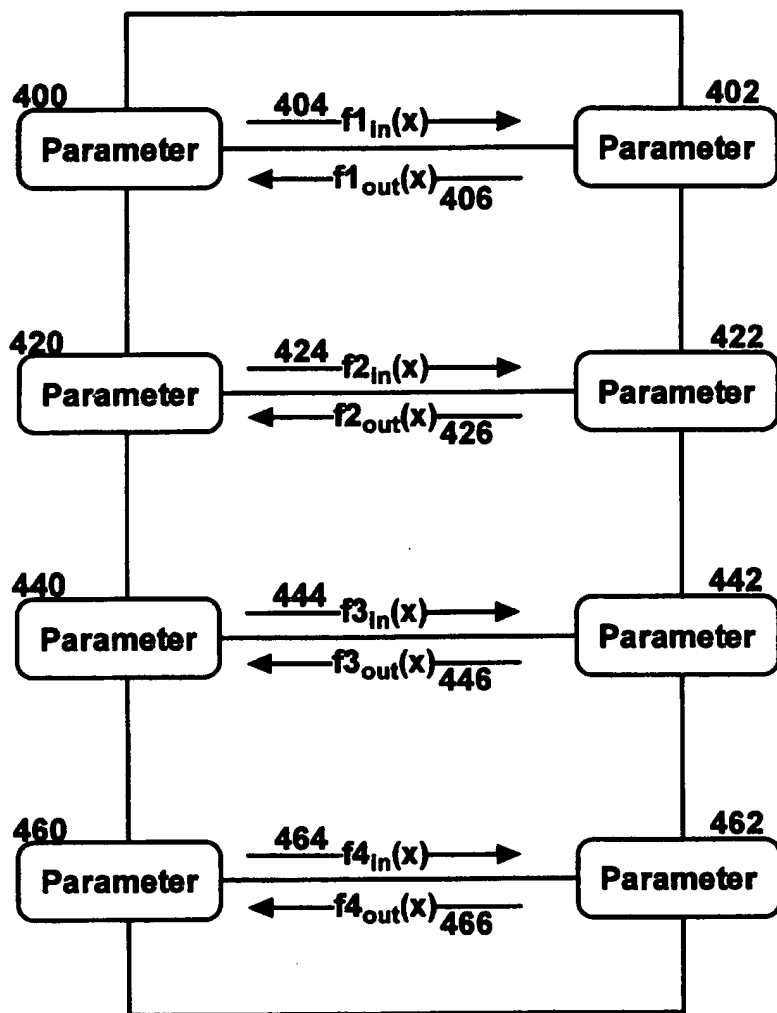 400
404 f1in(x)
402
Parameter
Parameter
f1out(x) 406
420
424 f2in(x)
422
Parameter
Parameter
f2out(x) 426
440
444 f3in(x)
442
Parameter
Parameter
f3out(x) 446
460
464 f4in(x)
462
Parameter
Parameter
f4out(x) 466